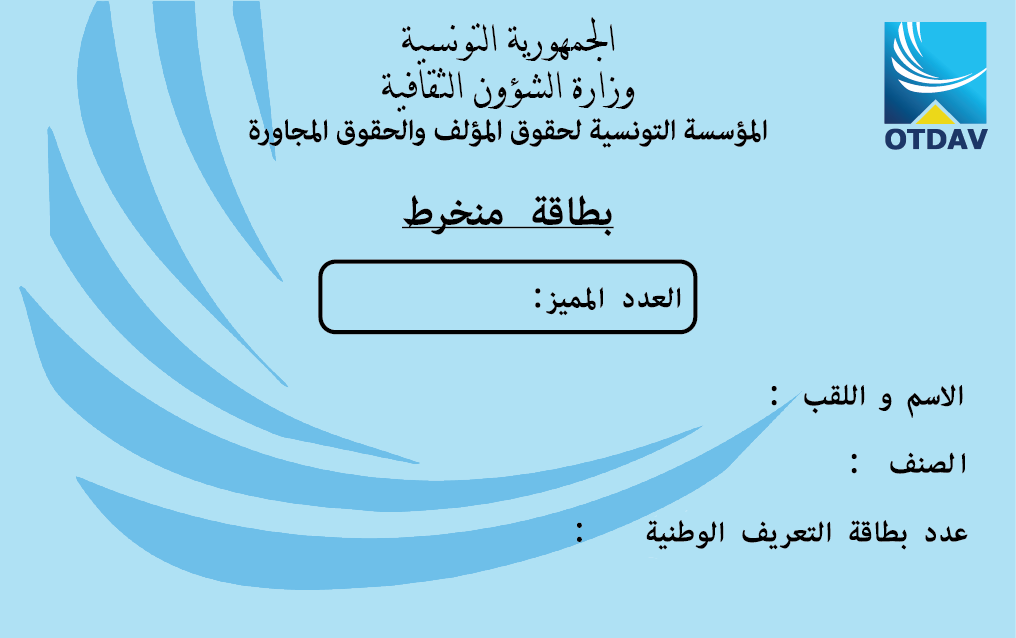 الجمهورية التونسية
وزارة الشؤون الثقافية
المؤسسة التونسية لحقوق المؤلف والحقوق المجاورة
OTDAV
بطاقة منخرط
العدد المميز:
الاسم و اللقب :
الصنف :
عدد بطاقة التعريف الوطنية :